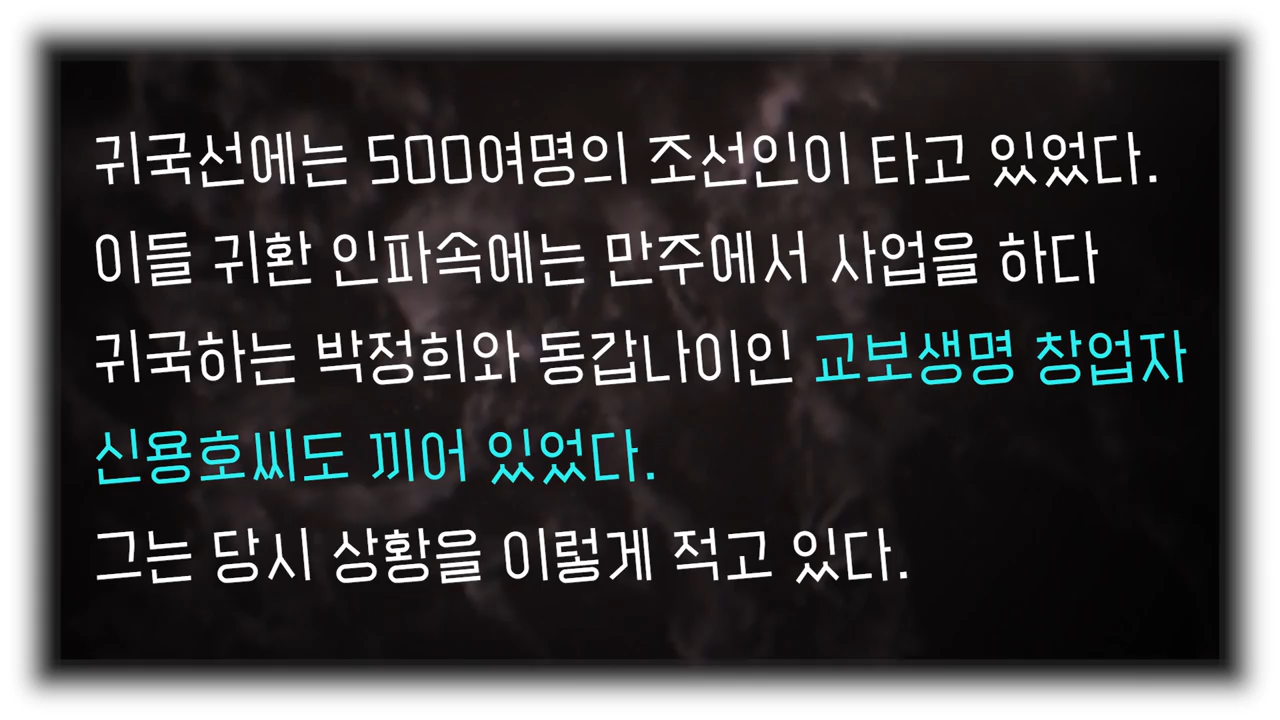 귀국선에는 500여명의 조선인이 타고 있었다.
이들 귀환 인파속에는 만주에서 사업을 하다
귀국하는 박정희와 동갑나이인 교보생명 창업자
신용호씨도 끼어 있었다.
그는 당시 상황을 이렇게 적고 있다.